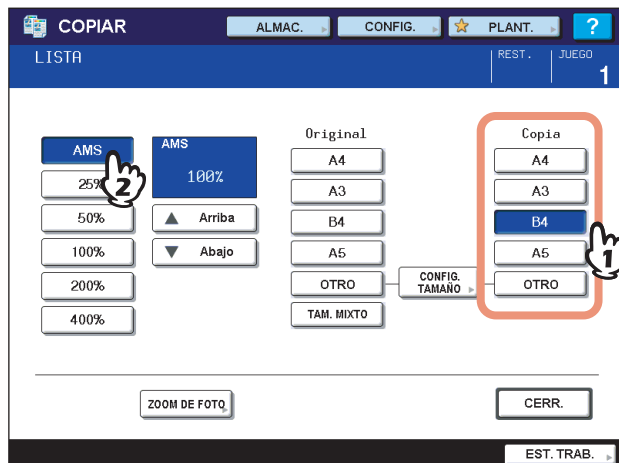 COPIAR
ALMAC.
CONFIG.
PLANT.
?
LISTA
REST.
JUEGO
1
AMS
25%
50%
100%
200%
400%
2
AMS
100%
Arriba
Abajo
Original
A4
A3
B4
A5
OTRO
TAM. MIXTO
CONFIG.
TAMAÑO
Copia
A4
A3
B4
A5
OTRO
1
ZOOM DE FOTO
CERR.
EST. TRAB.